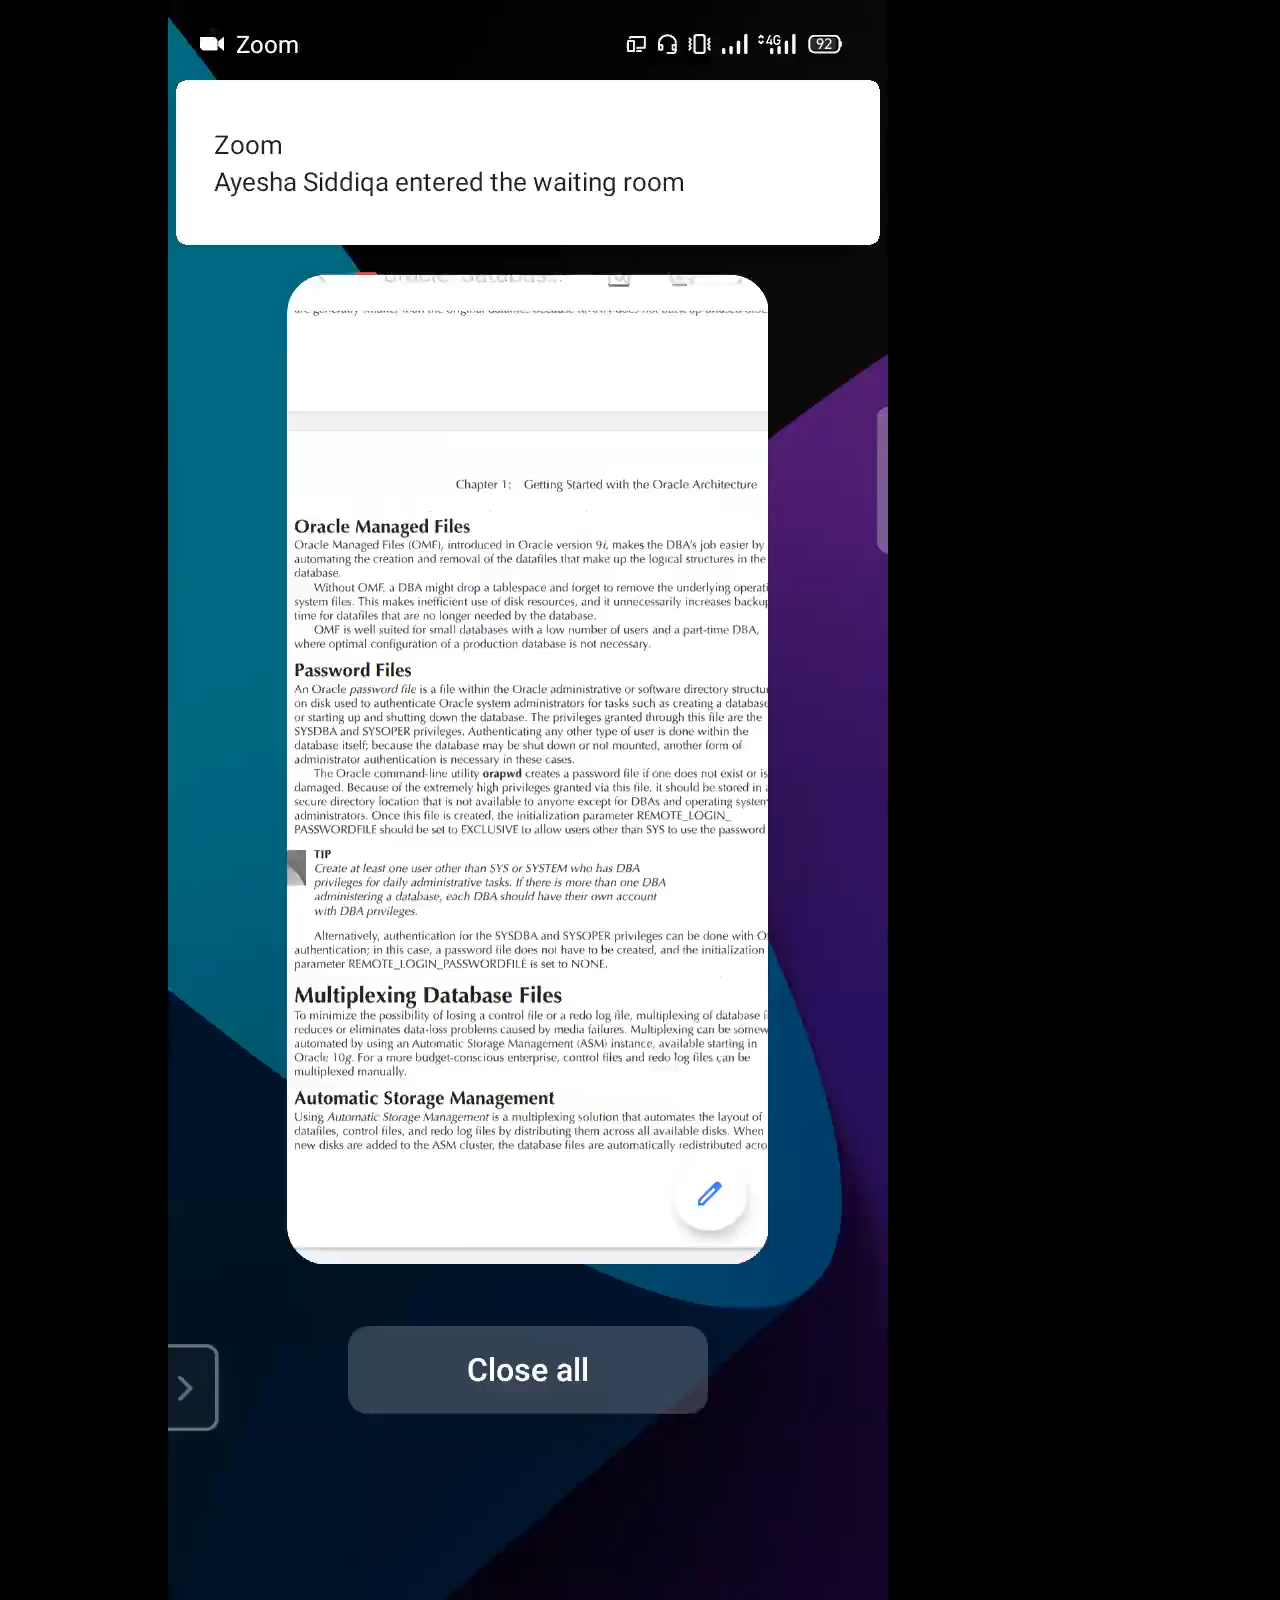 Zoom
4G
92
Zoom
Ayesha Siddiqa entered the waiting room
Chapter 1: Getting Started with the Oracle Architecture
Oracle Managed Files
Oracle Managed Files (OMF), introduced in Oracle version 9i, makes the DBA's job easier by
automating the creation and removal of the datafiles that make up the logical structures in the
database.
Without OMF, a DBA might drop a tablespace and forget to remove the underlying operati
system files. This makes inefficient use of disk resources, and it unnecessarily increases backup
time for datafiles that are no longer needed by the database.
OMF is well suited for small databases with a low number of users and a part-time DBA,
where optimal configuration of a production database is not necessary.
Password Files
An Oracle password file is a file within the Oracle administrative or software directory structu
on disk used to authenticate Oracle system administrators for tasks such as creating a database
or starting up and shutting down the database. The privileges granted through this file are the
SYSDBA and SYSOPER privileges. Authenticating any other type of user is done within the
database itself; because the database may be shut down or not mounted, another form of
administrator authentication is necessary in these cases.
The Oracle command-line utility orapwd creates a password file if one does not exist or is
damaged. Because of the extremely high privileges granted via this file, it should be stored in a
secure directory location that is not available to anyone except for DBAs and operating system
administrators. Once this file is created, the initialization parameter REMOTE_LOGIN_
PASSWORDFILE should be set to EXCLUSIVE to allow users other than SYS to use the password
TIP
Create at least one user other than SYS or SYSTEM who has DBA
privileges for daily administrative tasks. If there is more than one DBA
administering a database, each DBA should have their own account
with DBA privileges.
Alternatively, authentication for the SYSDBA and SYSOPER privileges can be done with O
authentication; in this case, a password file does not have to be created, and the initialization
parameter REMOTE_LOGIN_PASSWORDFILE is set to NONE.
Multiplexing Database Files
To minimize the possibility of losing a control file or a redo log file, multiplexing of database f
reduces or eliminates data-loss problems caused by media failures. Multiplexing can be somew
automated by using an Automatic Storage Management (ASM) instance, available starting in
Oracle 10g. For a more budget-conscious enterprise, control files and redo log files can be
multiplexed manually.
Automatic Storage Management
Using Automatic Storage Management is a multiplexing solution that automates the layout of
datafiles, control files, and redo log files by distributing them across all available disks. When
new disks are added to the ASM cluster, the database files are automatically redistributed acro
Close all